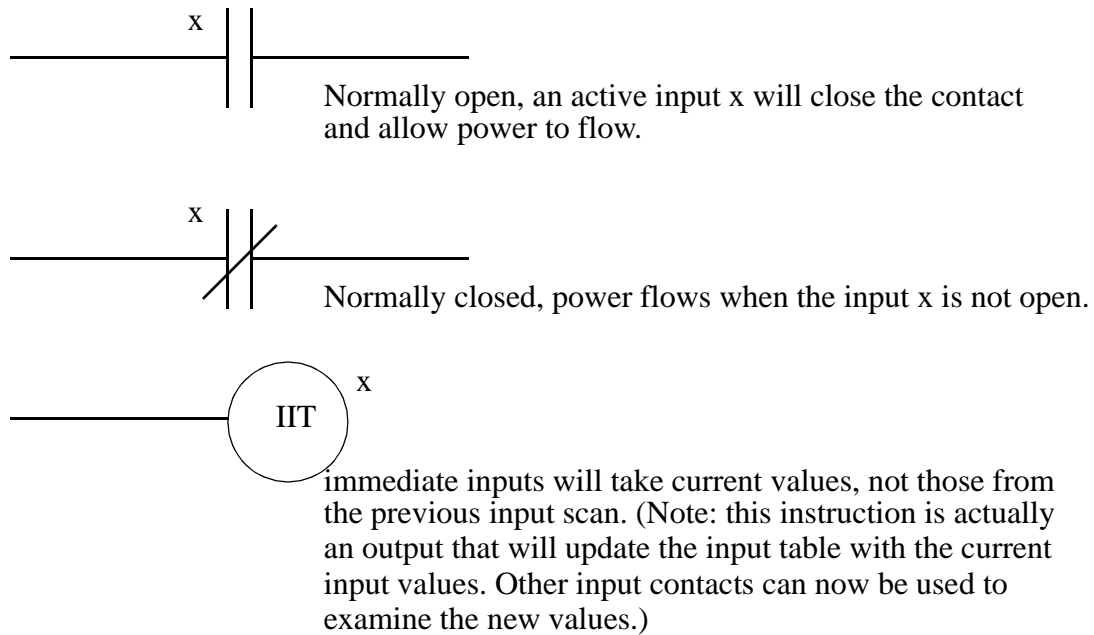 x
Normally open, an active input x will close the contact
and allow power to flow.
x
Normally closed, power flows when the input x is not open.
x
IIT
immediate inputs will take current values, not those from
the previous input scan. (Note: this instruction is actually
an output that will update the input table with the current
input values. Other input contacts can now be used to
examine the new values.)